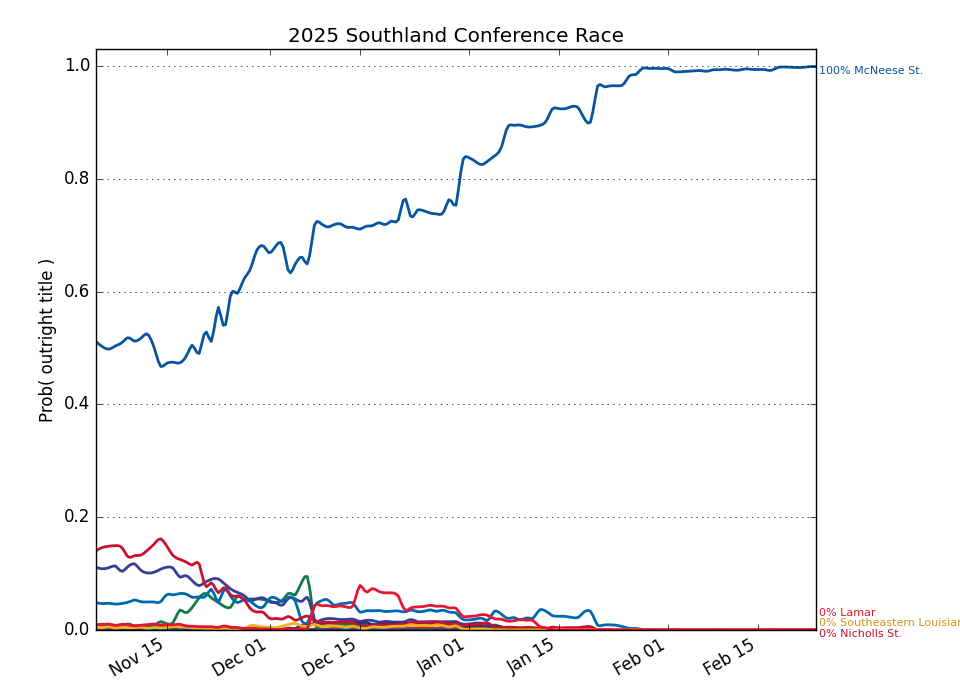 2025 Southland Conference Race
Prob( outright title )
1.0
0.8
0.6
0.4
0.2
0.0
Nov 15
Dec 01
Dec 15
Jan 01
Jan 15
Feb 01
Feb 15
100% McNeese St.
0% Lamar
0% Southeastern Louisian
0% Nicholls St.